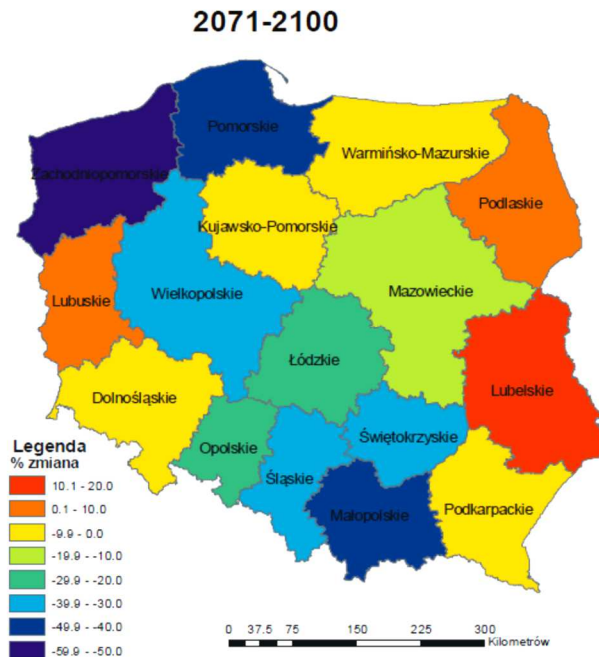 2071-2100
Pomorskie
Warmińsko-Mazurskie
Zachodniopomorskie
Podlaskie
Kujawsko-Pomorskie
Lubuskie
Wielkopolskie
Mazowieckie
Łódzkie
Lubelskie
Dolnośląskie
Opolskie
Świętokrzyskie
Śląskie
Małopolskie
Podkarpackie
Legenda
% zmiana
10.1 - 20.0
0.1 - 10.0
-9.9 - 0.0
-19.9 - -10.0
-29.9 - -20.0
-39.9 - -30.0
-49.9 - -40.0
-59.9 - -50.0
0 37.5 75 150 225 300
Kilometrów